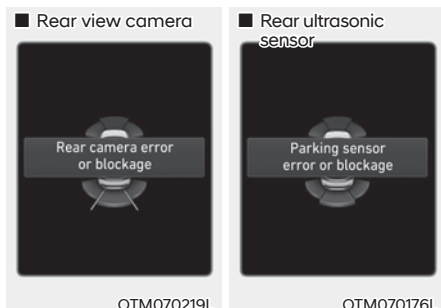 ■ Rear view camera
Rear camera error
or blockage
OTM070219L
■ Rear ultrasonic
sensor
Parking sensor
error or blockage
OTM070176L